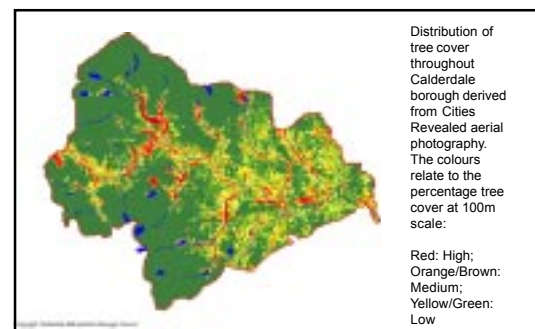 Distribution of
tree cover
throughout
Calderdale
borough derived
from Cities
Revealed aerial
photography.
The colours
relate to the
percentage tree
cover at 100m
scale:
Red: High;
Orange/Brown:
Medium;
Yellow/Green:
Low